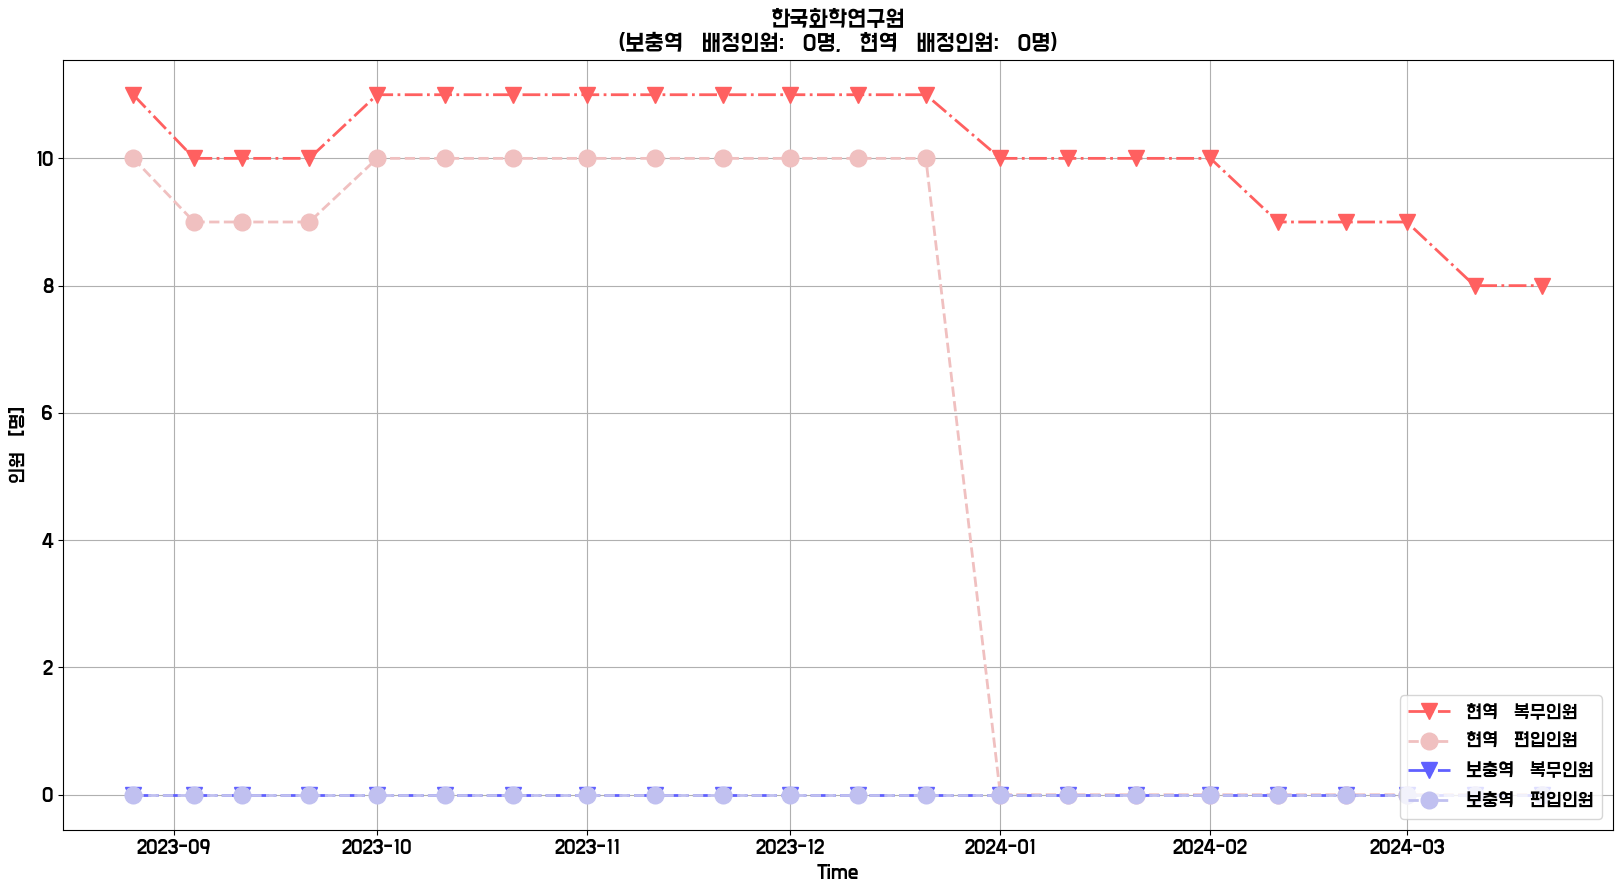 한국화학연구원
(보충역 배정인원: 0명, 현역 배정인원: 0명)
인원 [명]
10
8
6
4
2
0
2023-09 2023-10 2023-11 2023-12 2024-01 2024-02 2024-03
Time
현역 복무인원
현역 편입인원
보충역 복무인원
보충역 편입인원